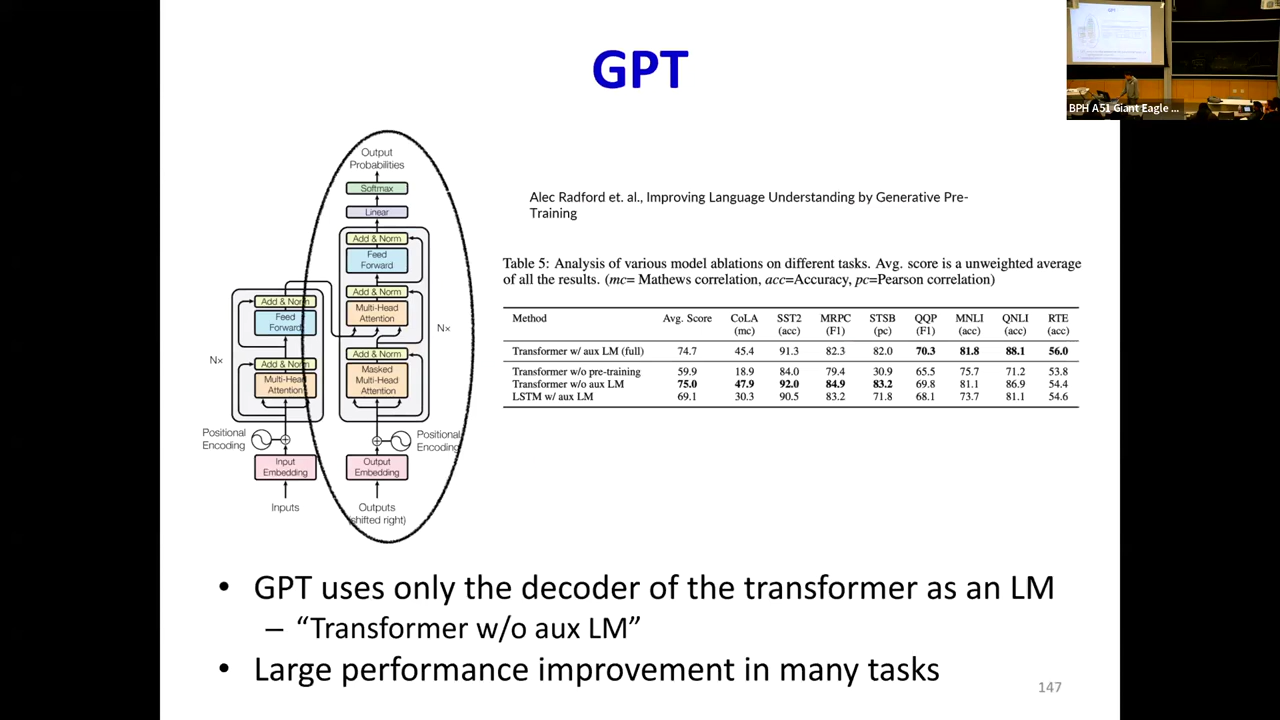 GPT
BPH A51 Giant Eagle ...
Output
Probabilities
Softmax
Linear
Add & Norm
Feed
Forward
Add & Norm
Multi-Head
Attention
Add & Norm
Masked
Multi-Head
Attention
Nx
Positional
Encoding
Output
Embedding
Outputs
(shifted right)
Add & Norm
Feed
Forward
Add & Norm
Multi-Head
Attention
Nx
Positional
Encoding
Input
Embedding
Inputs
Alec Radford et. al., Improving Language Understanding by Generative Pre-
Training
Table 5: Analysis of various model ablations on different tasks. Avg. score is a unweighted average
of all the results. (mc= Mathews correlation, acc=Accuracy, pc=Pearson correlation)
Method Avg. Score CoLA SST2 MRPC STSB QQP MNLI QNLI RTE
(mc) (acc) (F1) (pc) (F1) (acc) (acc) (acc)
Transformer w/ aux LM (full) 74.7 45.4 91.3 82.3 82.0 70.3 81.8 88.1 56.0
Transformer w/o pre-training 59.9 18.9 84.0 79.4 30.9 65.5 75.7 71.2 53.8
Transformer w/o aux LM 75.0 47.9 92.0 84.9 83.2 69.8 81.1 86.9 54.4
LSTM w/ aux LM 69.1 30.3 90.5 83.2 71.8 68.1 73.7 81.1 54.6
• GPT uses only the decoder of the transformer as an LM
– “Transformer w/o aux LM”
• Large performance improvement in many tasks
147